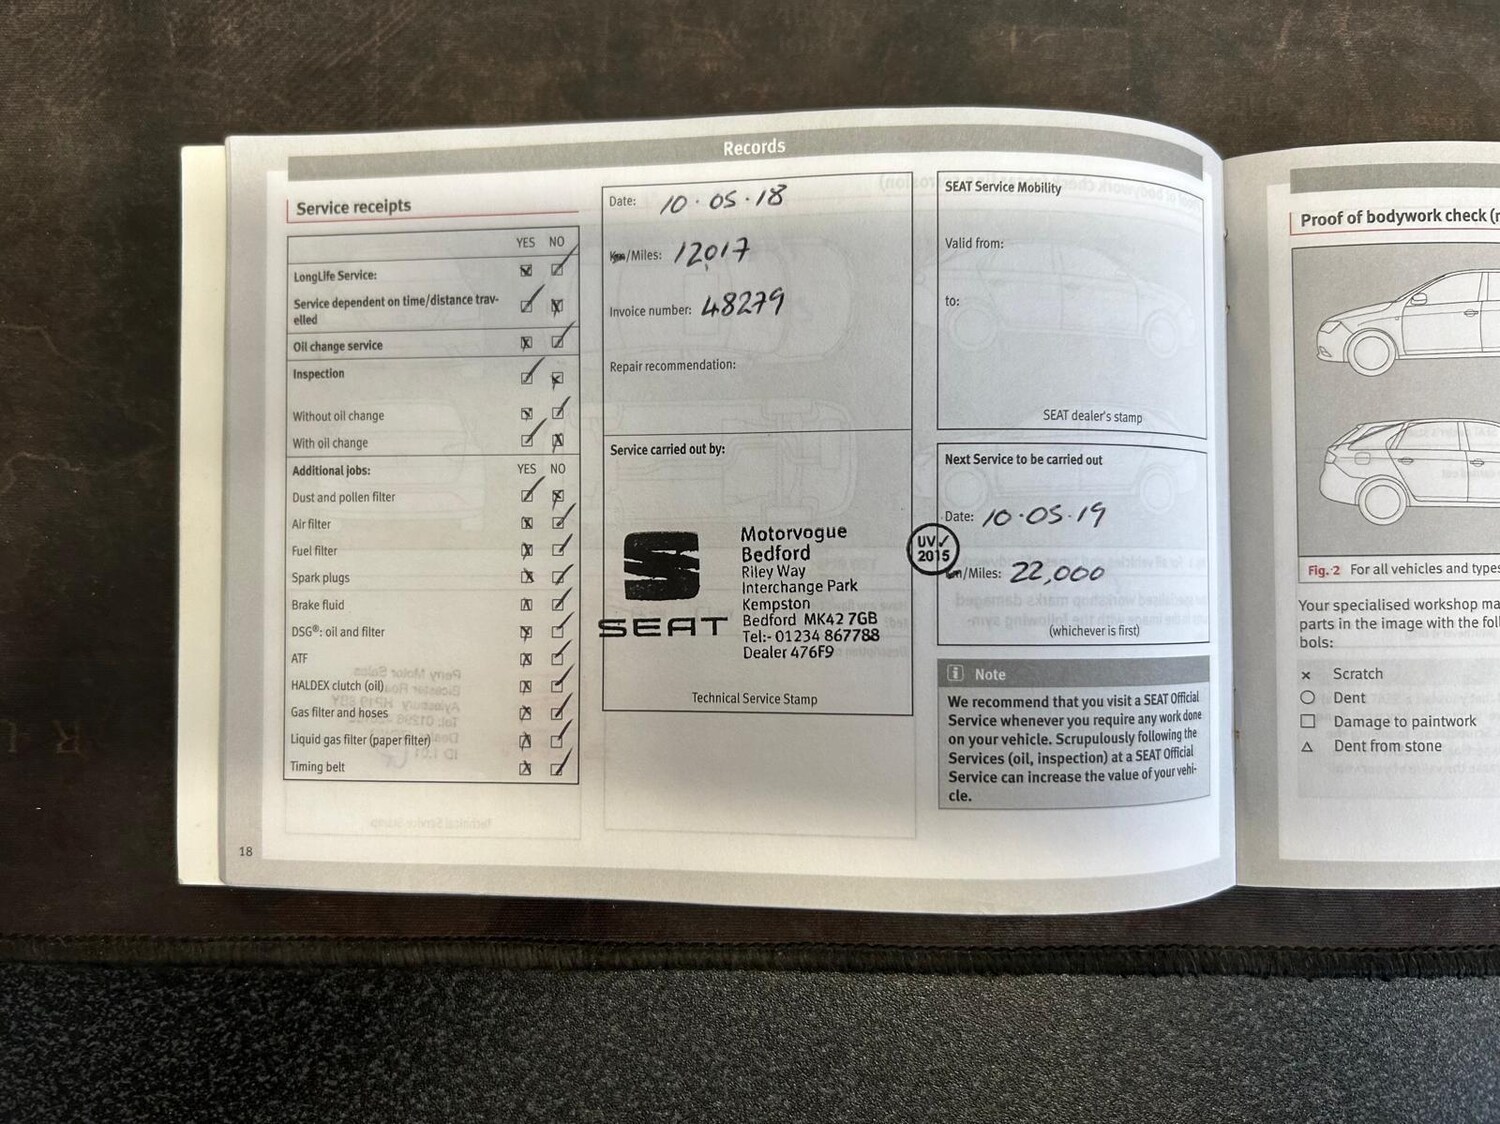 Records
Service receipts
YES NO
LongLife Service:
Service dependent on time/distance trav-
elled
Oil change service
Inspection
Without oil change
With oil change
Additional jobs: YES NO
Dust and pollen filter
Air filter
Fuel filter
Spark plugs
Brake fluid
DSG®: oil and filter
ATF
HALDEX clutch (oil)
Gas filter and hoses
Liquid gas filter (paper filter)
Timing belt
18
Date: 10·05·18
Km/Miles: 12,017
Invoice number: 48279
Repair recommendation:
Service carried out by:
SEAT
Motorvogue
Bedford
Riley Way
Interchange Park
Kempston
Bedford MK42 7GB
Tel:- 01234 867788
Dealer 476F9
Technical Service Stamp
SEAT Service Mobility
Valid from:
to:
SEAT dealer's stamp
Next Service to be carried out
Date: 10·05·19
UV✓
2015
Km/Miles: 22,000
(whichever is first)
i Note
We recommend that you visit a SEAT Official
Service whenever you require any work done
on your vehicle. Scrupulously following the
Services (oil, inspection) at a SEAT Official
Service can increase the value of your vehi-
cle.
Proof of bodywork check
Fig. 2 For all vehicles and types
Your specialised workshop
parts in the image with the
bols:
Scratch
Dent
Damage to paintwork
Dent from stone